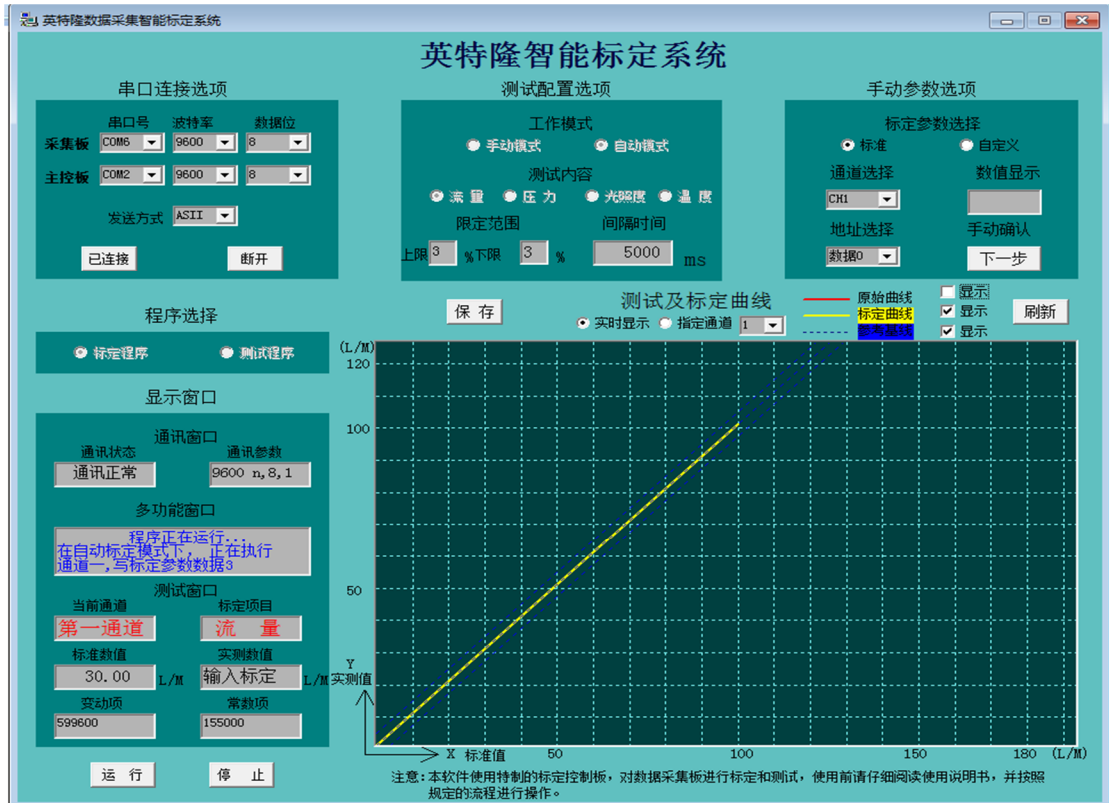 英特隆数据采集智能标定系统
英特隆智能标定系统
串口连接选项
串口号 波特率 数据位
采集板 COM6 9600 8
主控板 COM2 9600 8
发送方式 ASII
已连接 断开
测试配置选项
工作模式
手动模式 自动模式
测试内容
流 量 压 力 光照度 温 度
限定范围 间隔时间
上限 3 % 下限 3 % 5000 ms
手动参数选项
标定参数选择
标准 自定义
通道选择 数值显示
CH1
地址选择 手动确认
数据0 下一步
保 存
测试及标定曲线
实时显示 指定通道 1
原始曲线 显示
标定曲线 显示
参考基线 显示
刷新
程序选择
标定程序 测试程序
显示窗口
通讯窗口
通讯状态 通讯参数
通讯正常 9600 n,8,1
多功能窗口
程序正在运行...
在自动标定模式下, 正在执行
通道一,写标定参数数据3
测试窗口
当前通道 标定项目
第一通道 流 量
标准数值 实测数值
30.00 L/M 输入标定 L/M
变动项 常数项
599600 155000
运 行 停 止
(L/M)
120
100
50
Y
实测值
X 标准值 50 100 150 180 (L/M)
注意:本软件使用特制的标定控制板，对数据采集板进行标定和测试，使用前请仔细阅读使用说明书，并按照
规定的流程进行操作。